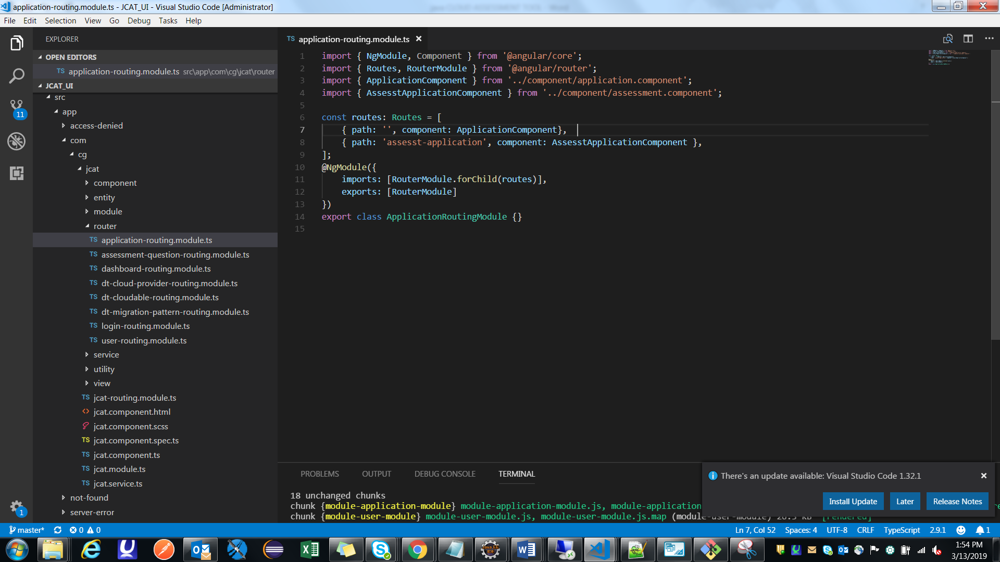 application-routing.module.ts - JCAT_UI - Visual Studio Code [Administrator]
File Edit Selection View Go Debug Tasks Help
EXPLORER
OPEN EDITORS
TS application-routing.module.ts src\app\com\cg\jcat\router
JCAT_UI
src
app
access-denied
com
cg
jcat
component
entity
module
router
TS application-routing.module.ts
TS assessment-question-routing.module.ts
TS dashboard-routing.module.ts
TS dt-cloud-provider-routing.module.ts
TS dt-cloudable-routing.module.ts
TS dt-migration-pattern-routing.module.ts
TS login-routing.module.ts
TS user-routing.module.ts
service
utility
view
TS jcat-routing.module.ts
<> jcat.component.html
jcat.component.scss
TS jcat.component.spec.ts
TS jcat.component.ts
TS jcat.module.ts
TS jcat.service.ts
not-found
server-error
11
1
TS application-routing.module.ts
1 import { NgModule, Component } from '@angular/core';
2 import { Routes, RouterModule } from '@angular/router';
3 import { ApplicationComponent } from '../component/application.component';
4 import { AssesstApplicationComponent } from '../component/assessment.component';
5
6 const routes: Routes = [
7 { path: '', component: ApplicationComponent},
8 { path: 'assesst-application', component: AssesstApplicationComponent },
9 ];
10 @NgModule({
11 imports: [RouterModule.forChild(routes)],
12 exports: [RouterModule]
13 })
14 export class ApplicationRoutingModule {}
15
PROBLEMS OUTPUT DEBUG CONSOLE TERMINAL
18 unchanged chunks
chunk {module-application-module} module-application-module.js, module-application
chunk {module-user-module} module-user-module.js, module-user-module.js.map (module-user-module) 26.5 KB [rendered]
There's an update available: Visual Studio Code 1.32.1
Install Update Later Release Notes
master* 0 0
Ln 7, Col 52 Spaces: 4 UTF-8 CRLF TypeScript 2.9.1 1
Java EE IDE
1:54 PM
3/13/2019